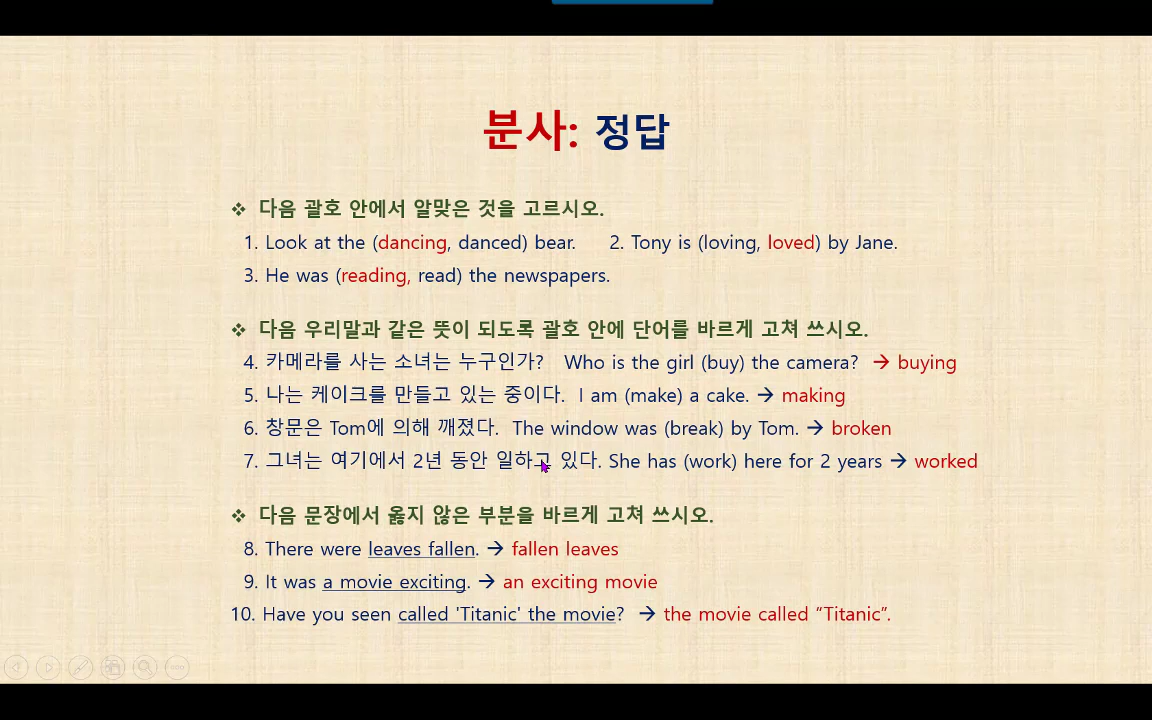 분사: 정답
❖ 다음 괄호 안에서 알맞은 것을 고르시오.
1. Look at the (dancing, danced) bear. 2. Tony is (loving, loved) by Jane.
3. He was (reading, read) the newspapers.
❖ 다음 우리말과 같은 뜻이 되도록 괄호 안에 단어를 바르게 고쳐 쓰시오.
4. 카메라를 사는 소녀는 누구인가? Who is the girl (buy) the camera? → buying
5. 나는 케이크를 만들고 있는 중이다. I am (make) a cake. → making
6. 창문은 Tom에 의해 깨졌다. The window was (break) by Tom. → broken
7. 그녀는 여기에서 2년 동안 일하고 있다. She has (work) here for 2 years → worked
❖ 다음 문장에서 옳지 않은 부분을 바르게 고쳐 쓰시오.
8. There were leaves fallen. → fallen leaves
9. It was a movie exciting. → an exciting movie
10. Have you seen called 'Titanic' the movie? → the movie called “Titanic”.